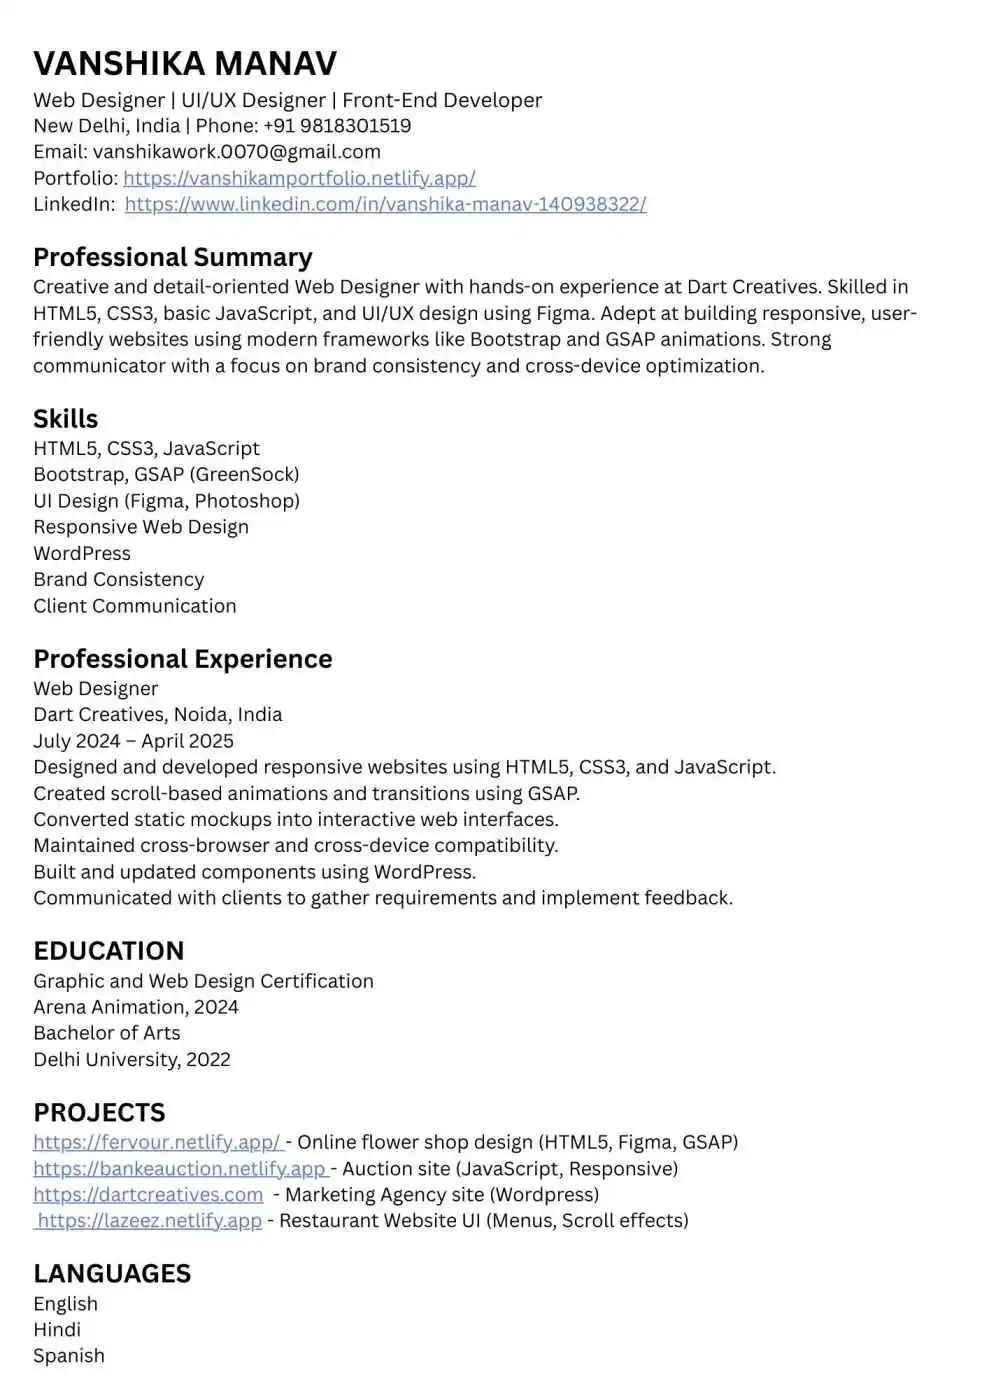 VANSHIKA MANAV
Web Designer | UI/UX Designer | Front-End Developer
New Delhi, India | Phone: +91 9818301519
Email: vanshikawork.0070@gmail.com
Portfolio: https://vanshikamportfolio.netlify.app/
LinkedIn: https://www.linkedin.com/in/vanshika-manav-140938322/
Professional Summary
Creative and detail-oriented Web Designer with hands-on experience at Dart Creatives. Skilled in
HTML5, CSS3, basic JavaScript, and UI/UX design using Figma. Adept at building responsive, user-
friendly websites using modern frameworks like Bootstrap and GSAP animations. Strong
communicator with a focus on brand consistency and cross-device optimization.
Skills
HTML5, CSS3, JavaScript
Bootstrap, GSAP (GreenSock)
UI Design (Figma, Photoshop)
Responsive Web Design
WordPress
Brand Consistency
Client Communication
Professional Experience
Web Designer
Dart Creatives, Noida, India
July 2024 – April 2025
Designed and developed responsive websites using HTML5, CSS3, and JavaScript.
Created scroll-based animations and transitions using GSAP.
Converted static mockups into interactive web interfaces.
Maintained cross-browser and cross-device compatibility.
Built and updated components using WordPress.
Communicated with clients to gather requirements and implement feedback.
EDUCATION
Graphic and Web Design Certification
Arena Animation, 2024
Bachelor of Arts
Delhi University, 2022
PROJECTS
https://fervour.netlify.app/ - Online flower shop design (HTML5, Figma, GSAP)
https://bankeauction.netlify.app - Auction site (JavaScript, Responsive)
https://dartcreatives.com - Marketing Agency site (Wordpress)
https://lazeez.netlify.app - Restaurant Website UI (Menus, Scroll effects)
LANGUAGES
English
Hindi
Spanish